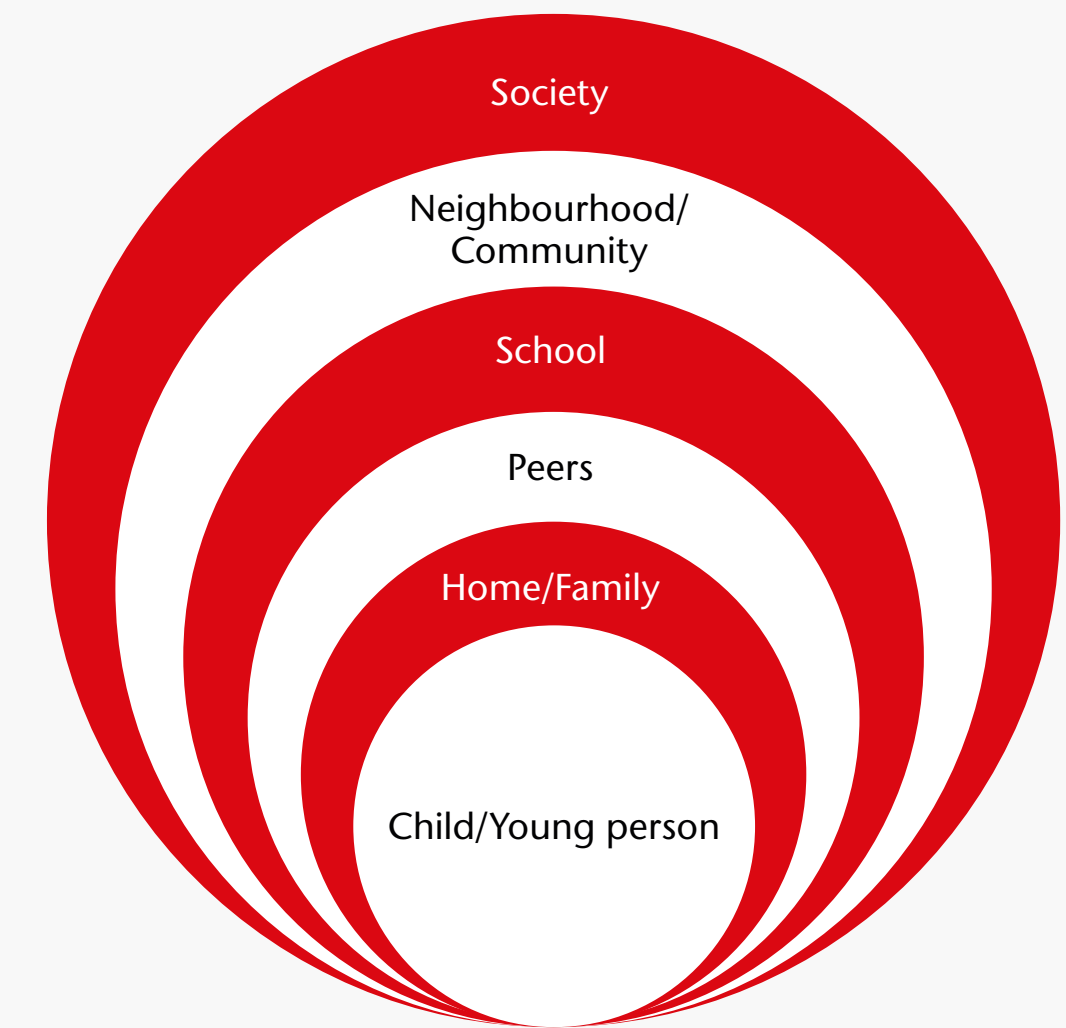 Society
Neighbourhood/
Community
School
Peers
Home/Family
Child/Young person